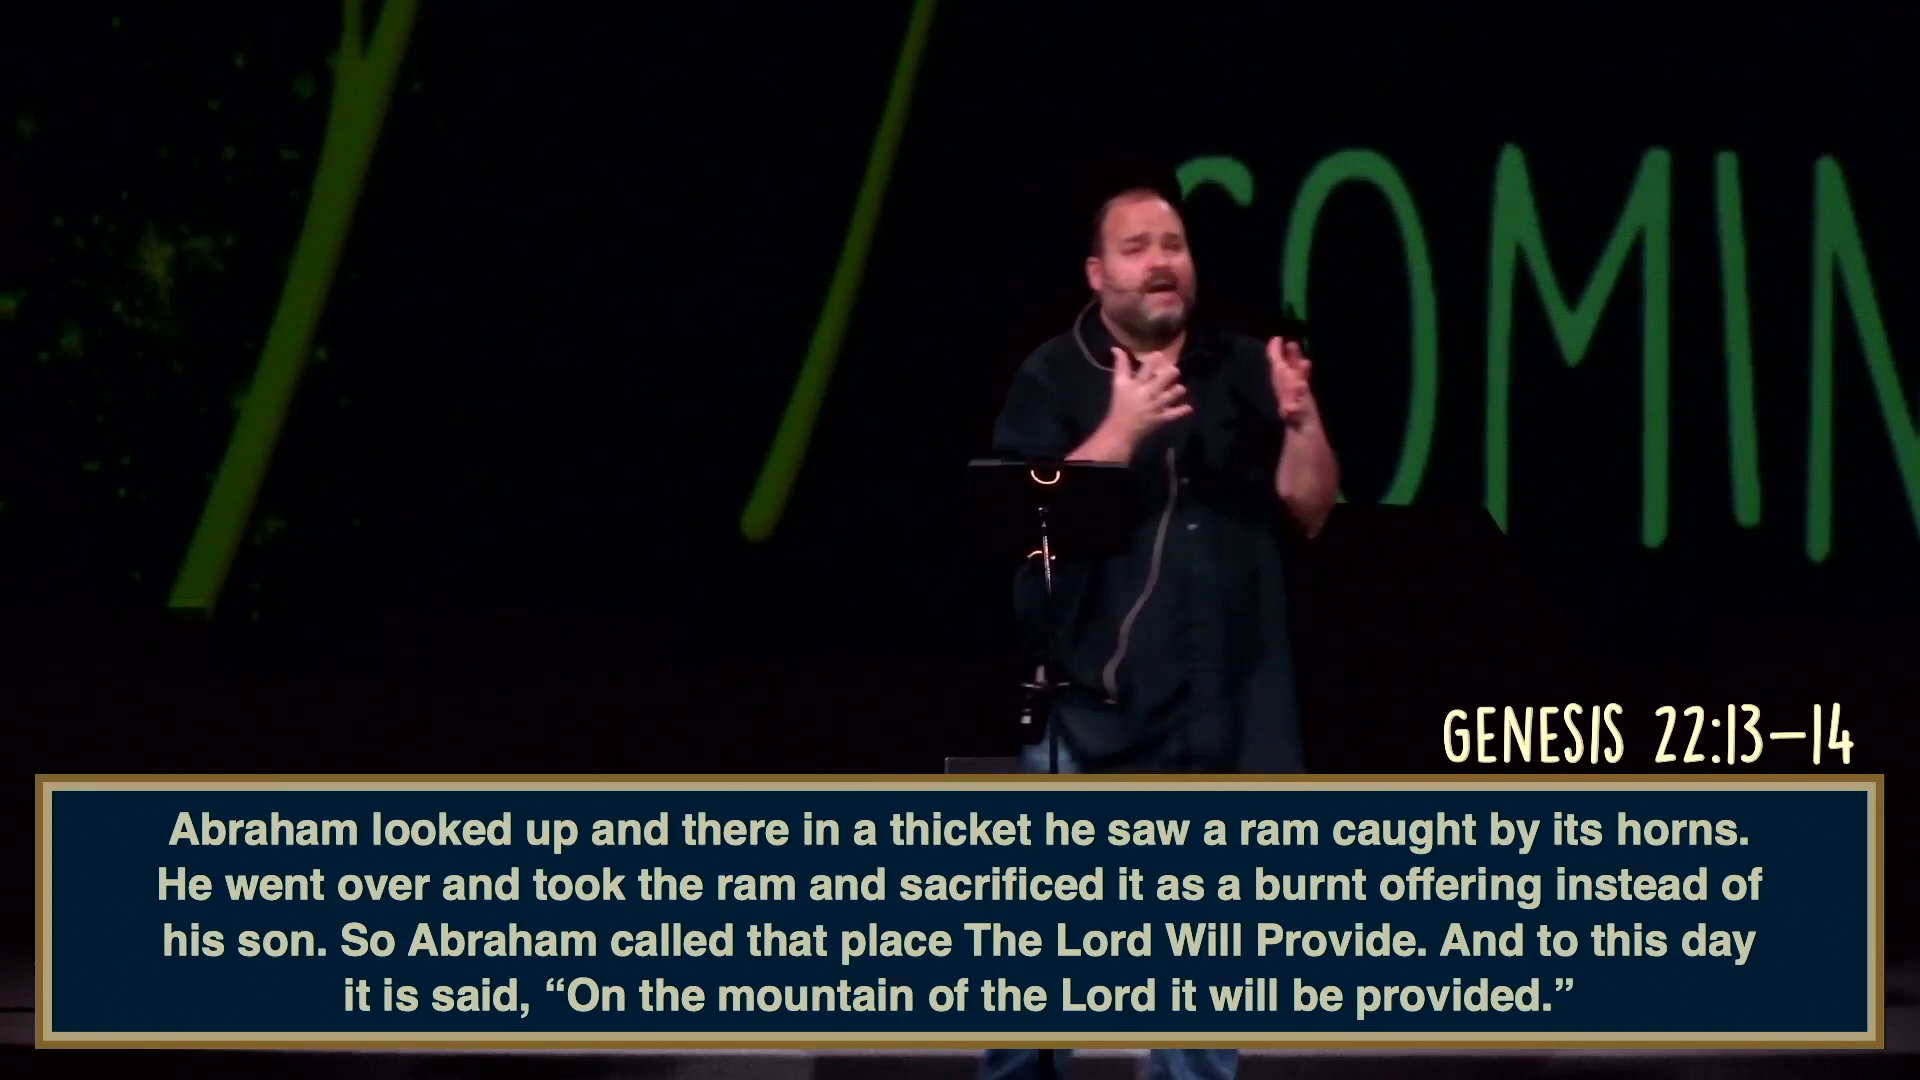 COMIN
GENESIS 22:13–14
Abraham looked up and there in a thicket he saw a ram caught by its horns.
He went over and took the ram and sacrificed it as a burnt offering instead of
his son. So Abraham called that place The Lord Will Provide. And to this day
it is said, “On the mountain of the Lord it will be provided.”